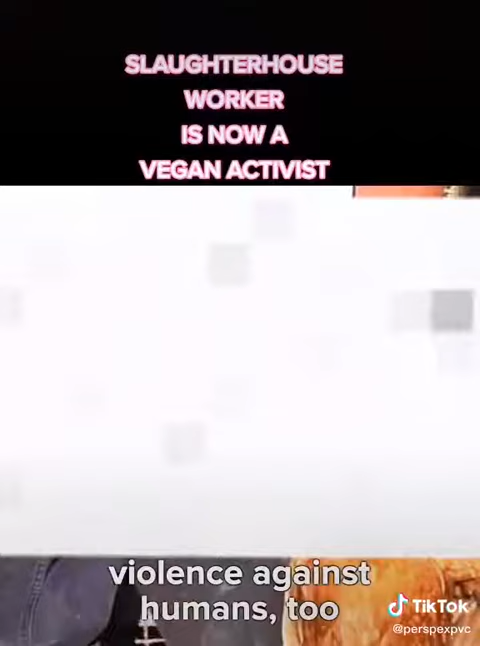 SLAUGHTERHOUSE
WORKER
IS NOW A
VEGAN ACTIVIST
violence against
humans, too
TikTok
@perspexpvc